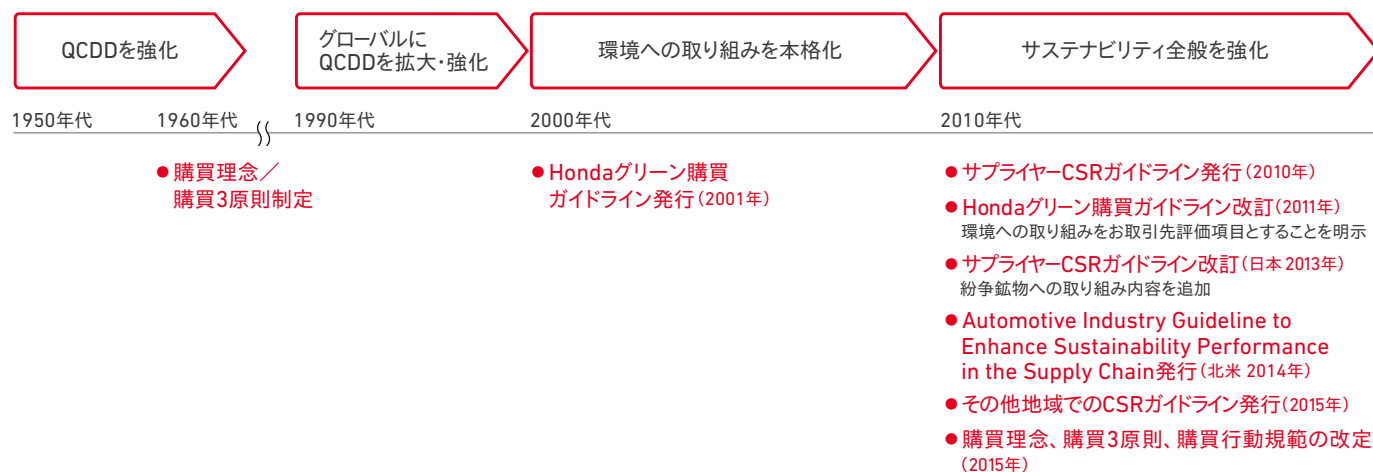 QCDDを強化
グローバルに
QCDDを拡大・強化
環境への取り組みを本格化
サステナビリティ全般を強化
1950年代
1960年代
1990年代
2000年代
2010年代
●購買理念／
購買3原則制定
●Hondaグリーン購買
ガイドライン発行（2001年）
●サプライヤーCSRガイドライン発行（2010年）
●Hondaグリーン購買ガイドライン改訂（2011年）
環境への取り組みをお取引先評価項目とすることを明示
●サプライヤーCSRガイドライン改訂（日本 2013年）
紛争鉱物への取り組み内容を追加
●Automotive Industry Guideline to
Enhance Sustainability Performance
in the Supply Chain発行（北米 2014年）
●その他地域でのCSRガイドライン発行（2015年）
●購買理念、購買3原則、購買行動規範の改定
（2015年）